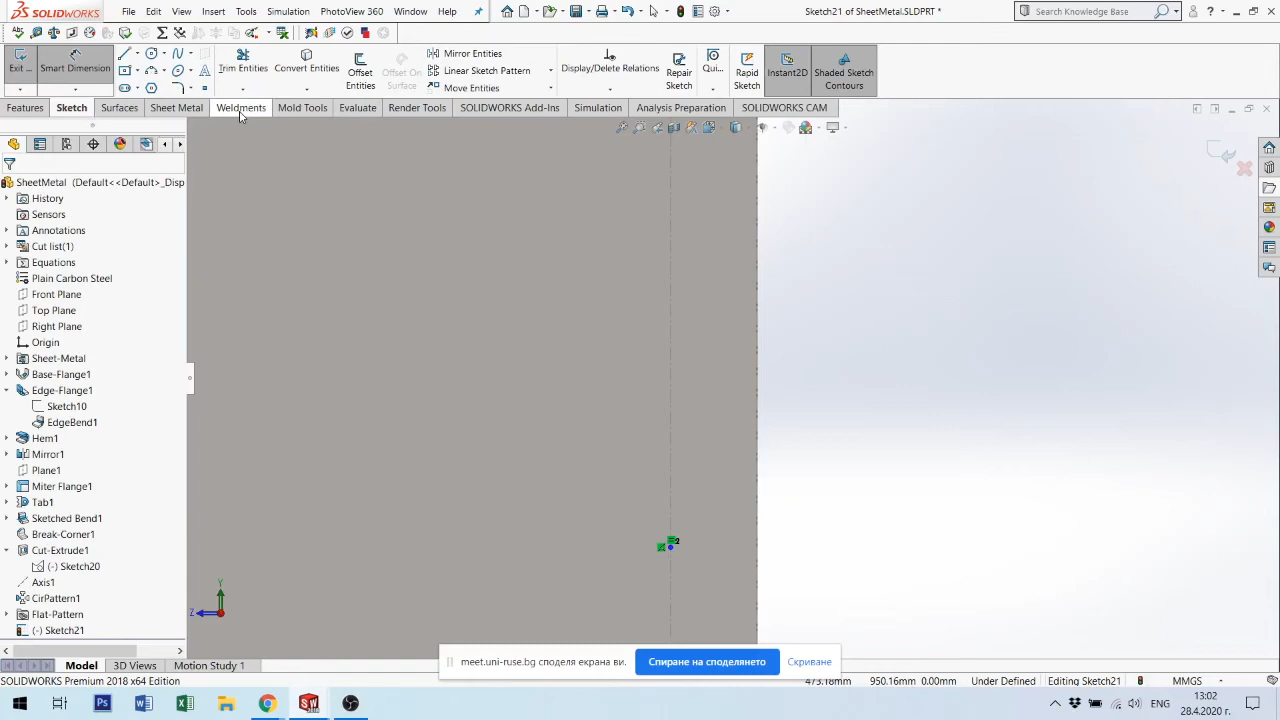 SOLIDWORKS
File Edit View Insert Tools Simulation PhotoView 360 Window Help
Sketch21 of SheetMetal.SLDPRT *
Search Knowledge Base
Exit ...
Smart Dimension
Trim Entities
Convert Entities
Offset Entities
Offset On Surface
Mirror Entities
Linear Sketch Pattern
Move Entities
Display/Delete Relations
Repair Sketch
Qui...
Rapid Sketch
Instant2D
Shaded Sketch Contours
Features Sketch Surfaces Sheet Metal Weldments Mold Tools Evaluate Render Tools SOLIDWORKS Add-Ins Simulation Analysis Preparation SOLIDWORKS CAM
SheetMetal (Default<<Default>_Disp
History
Sensors
Annotations
Cut list(1)
Equations
Plain Carbon Steel
Front Plane
Top Plane
Right Plane
Origin
Sheet-Metal
Base-Flange1
Edge-Flange1
Sketch10
EdgeBend1
Hem1
Mirror1
Plane1
Miter Flange1
Tab1
Sketched Bend1
Break-Corner1
Cut-Extrude1
(-) Sketch20
Axis1
CirPattern1
Flat-Pattern
(-) Sketch21
2
Y
Z
meet.uni-ruse.bg споделя екрана ви.
Спиране на споделянето
Скриване
Model 3D Views Motion Study 1
SOLIDWORKS Premium 2018 x64 Edition
473.18mm 950.16mm 0.00mm Under Defined Editing Sketch21 MMGS
ENG
13:02
28.4.2020 г.